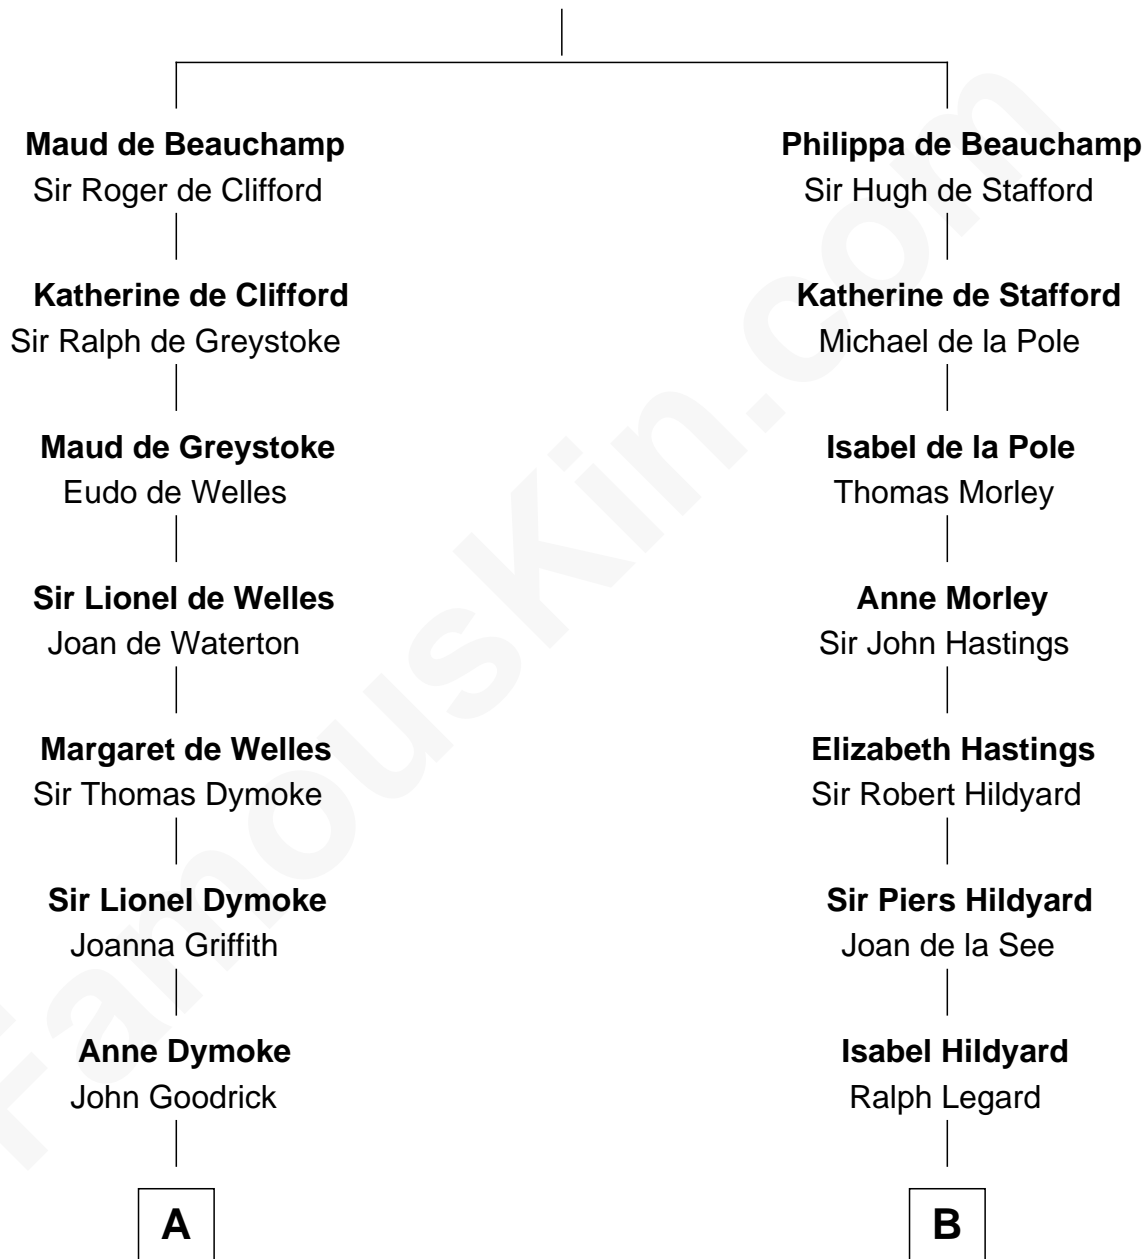 Maud de Beauchamp
Sir Roger de Clifford
Katherine de Clifford
Sir Ralph de Greystoke
Maud de Greystoke
Eudo de Welles
Sir Lionel de Welles
Joan de Waterton
Margaret de Welles
Sir Thomas Dymoke
Sir Lionel Dymoke
Joanna Griffith
Anne Dymoke
John Goodrick
A
Philippa de Beauchamp
Sir Hugh de Stafford
Katherine de Stafford
Michael de la Pole
Isabel de la Pole
Thomas Morley
Anne Morley
Sir John Hastings
Elizabeth Hastings
Sir Robert Hildyard
Sir Piers Hildyard
Joan de la See
Isabel Hildyard
Ralph Legard
B
FamousKin.com